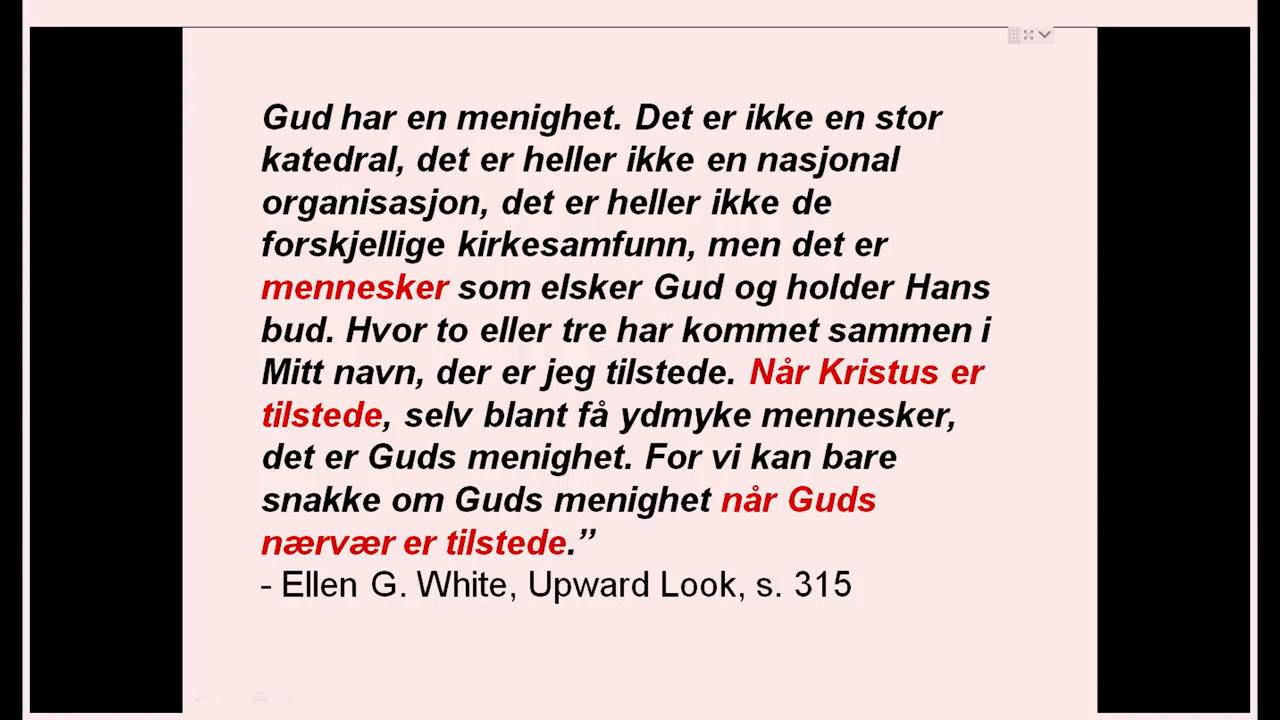 Gud har en menighet. Det er ikke en stor
katedral, det er heller ikke en nasjonal
organisasjon, det er heller ikke de
forskjellige kirkesamfunn, men det er
mennesker som elsker Gud og holder Hans
bud. Hvor to eller tre har kommet sammen i
Mitt navn, der er jeg tilstede. Når Kristus er
tilstede, selv blant få ydmyke mennesker,
det er Guds menighet. For vi kan bare
snakke om Guds menighet når Guds
nærvær er tilstede.”
- Ellen G. White, Upward Look, s. 315